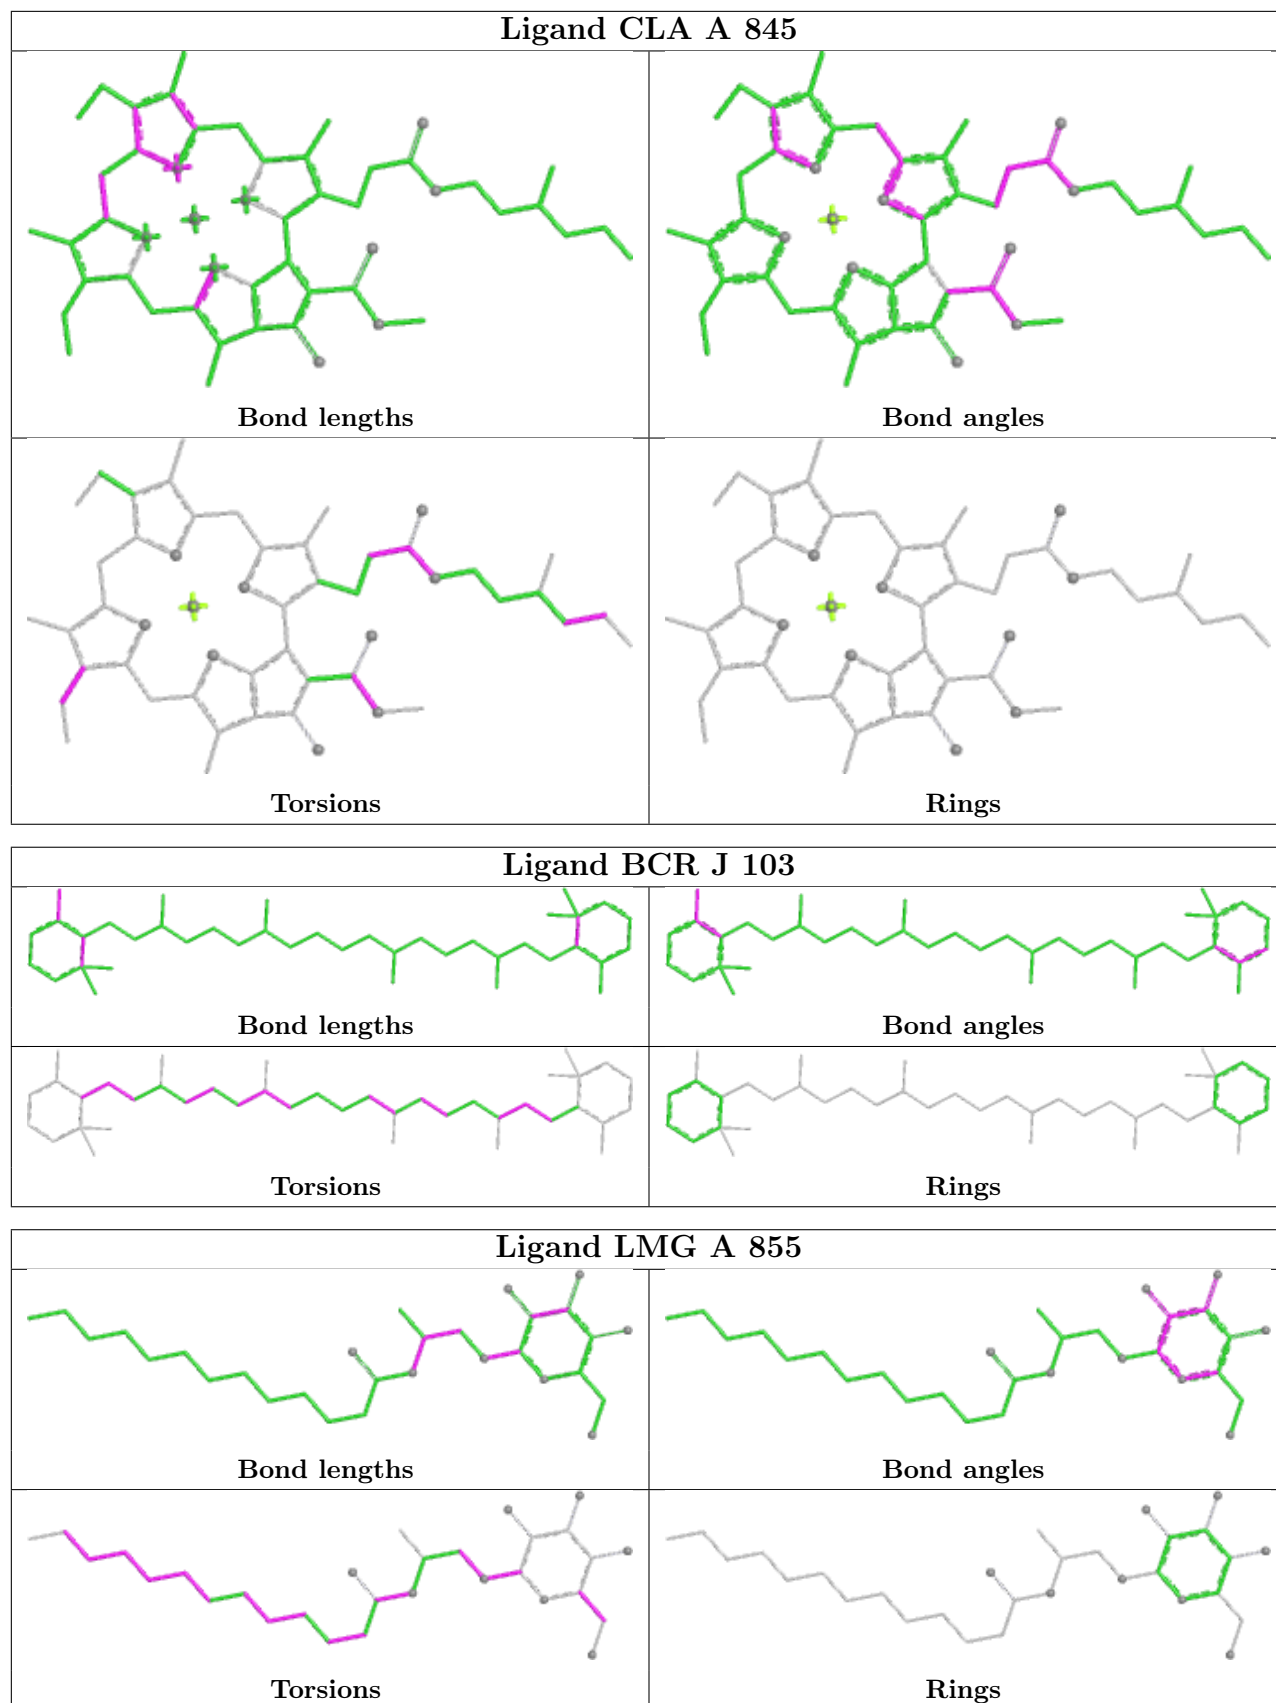 Ligand CLA A 845
Bond lengths
Bond angles
Torsions
Rings
Ligand BCR J 103
Bond lengths
Bond angles
Torsions
Rings
Ligand LMG A 855
Bond lengths
Bond angles
Torsions
Rings